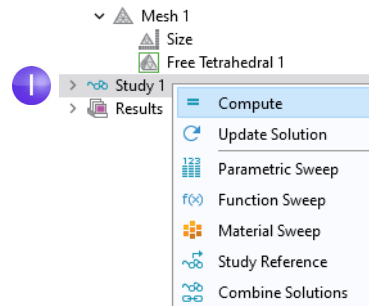 Mesh 1
Size
Free Tetrahedral 1
I
Study 1
Results
= Compute
Update Solution
123 Parametric Sweep
f(x) Function Sweep
Material Sweep
Study Reference
Combine Solutions